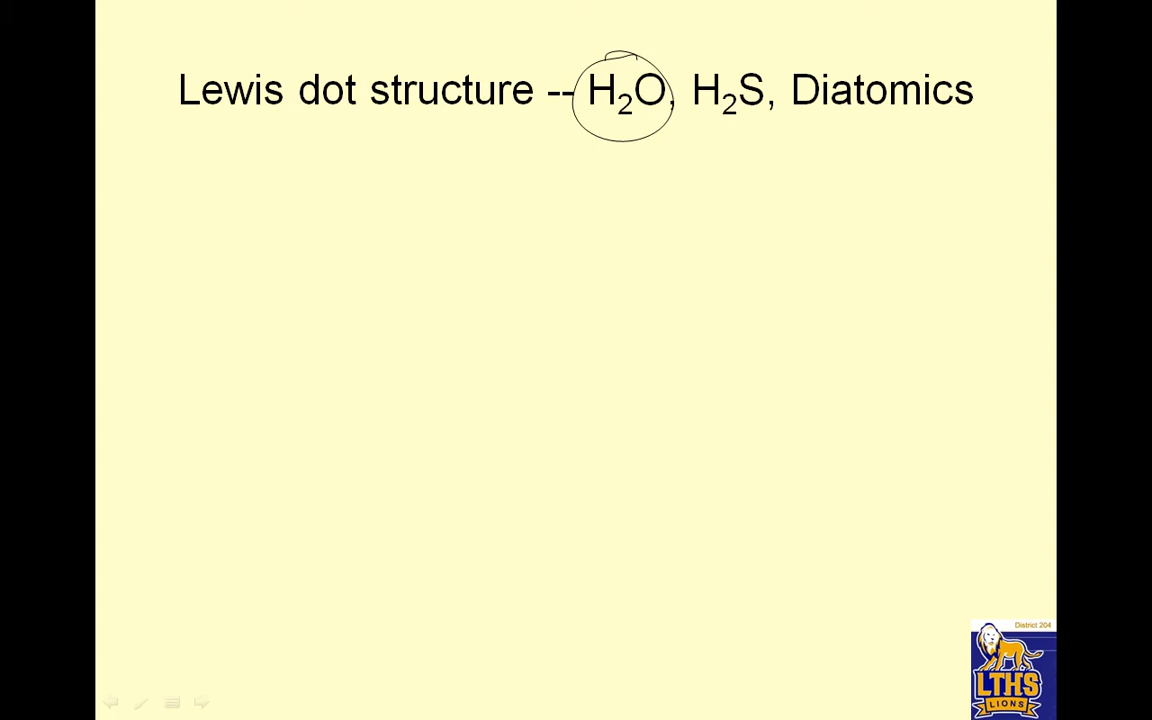 Lewis dot structure -- H₂O, H₂S, Diatomics
District 204
LTHS
LIONS